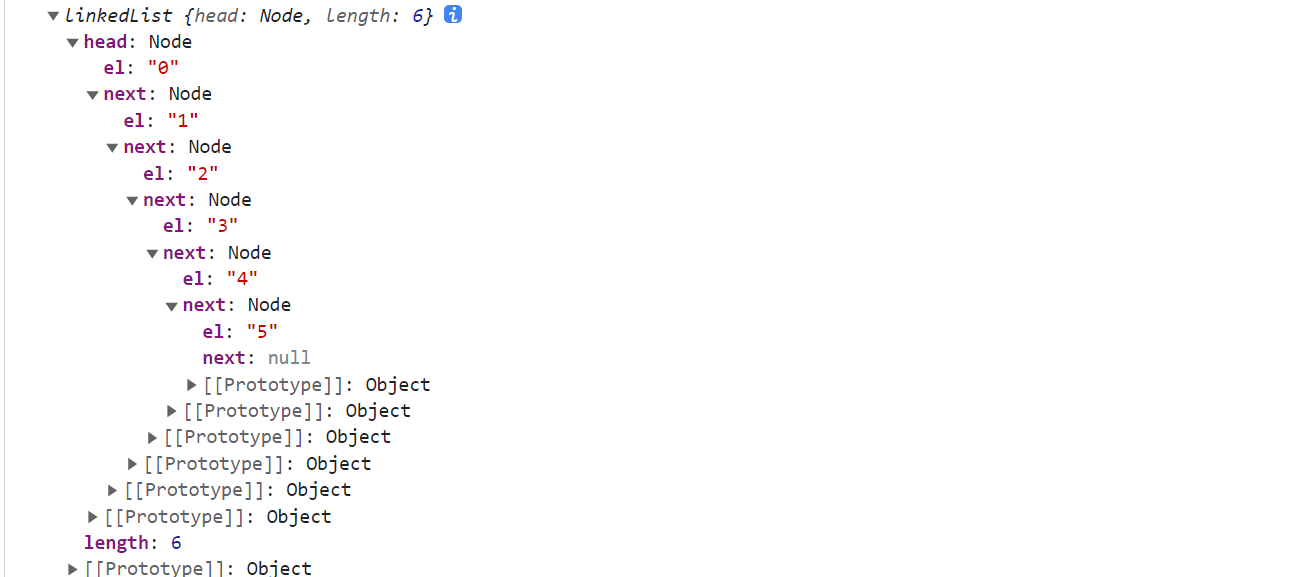 ▼linkedList {head: Node, length: 6} i
▼head: Node
el: "0"
▼next: Node
el: "1"
▼next: Node
el: "2"
▼next: Node
el: "3"
▼next: Node
el: "4"
▼next: Node
el: "5"
next: null
▶[[Prototype]]: Object
▶[[Prototype]]: Object
▶[[Prototype]]: Object
▶[[Prototype]]: Object
▶[[Prototype]]: Object
▶[[Prototype]]: Object
length: 6
▶[[Prototype]]: Object